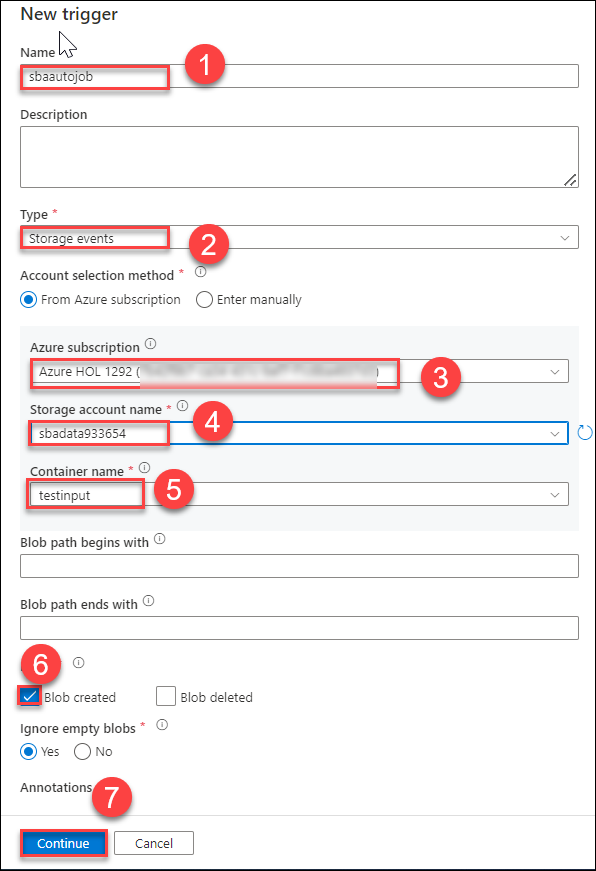 New trigger
Name
sbaautojob
1
Description
Type *
Storage events
2
Account selection method *
From Azure subscription
Enter manually
Azure subscription
Azure HOL 1292 (
)
3
Storage account name *
sbadata933654
4
Container name *
testinput
5
Blob path begins with
Blob path ends with
6
Blob created
Blob deleted
Ignore empty blobs *
Yes
No
Annotations
7
Continue
Cancel